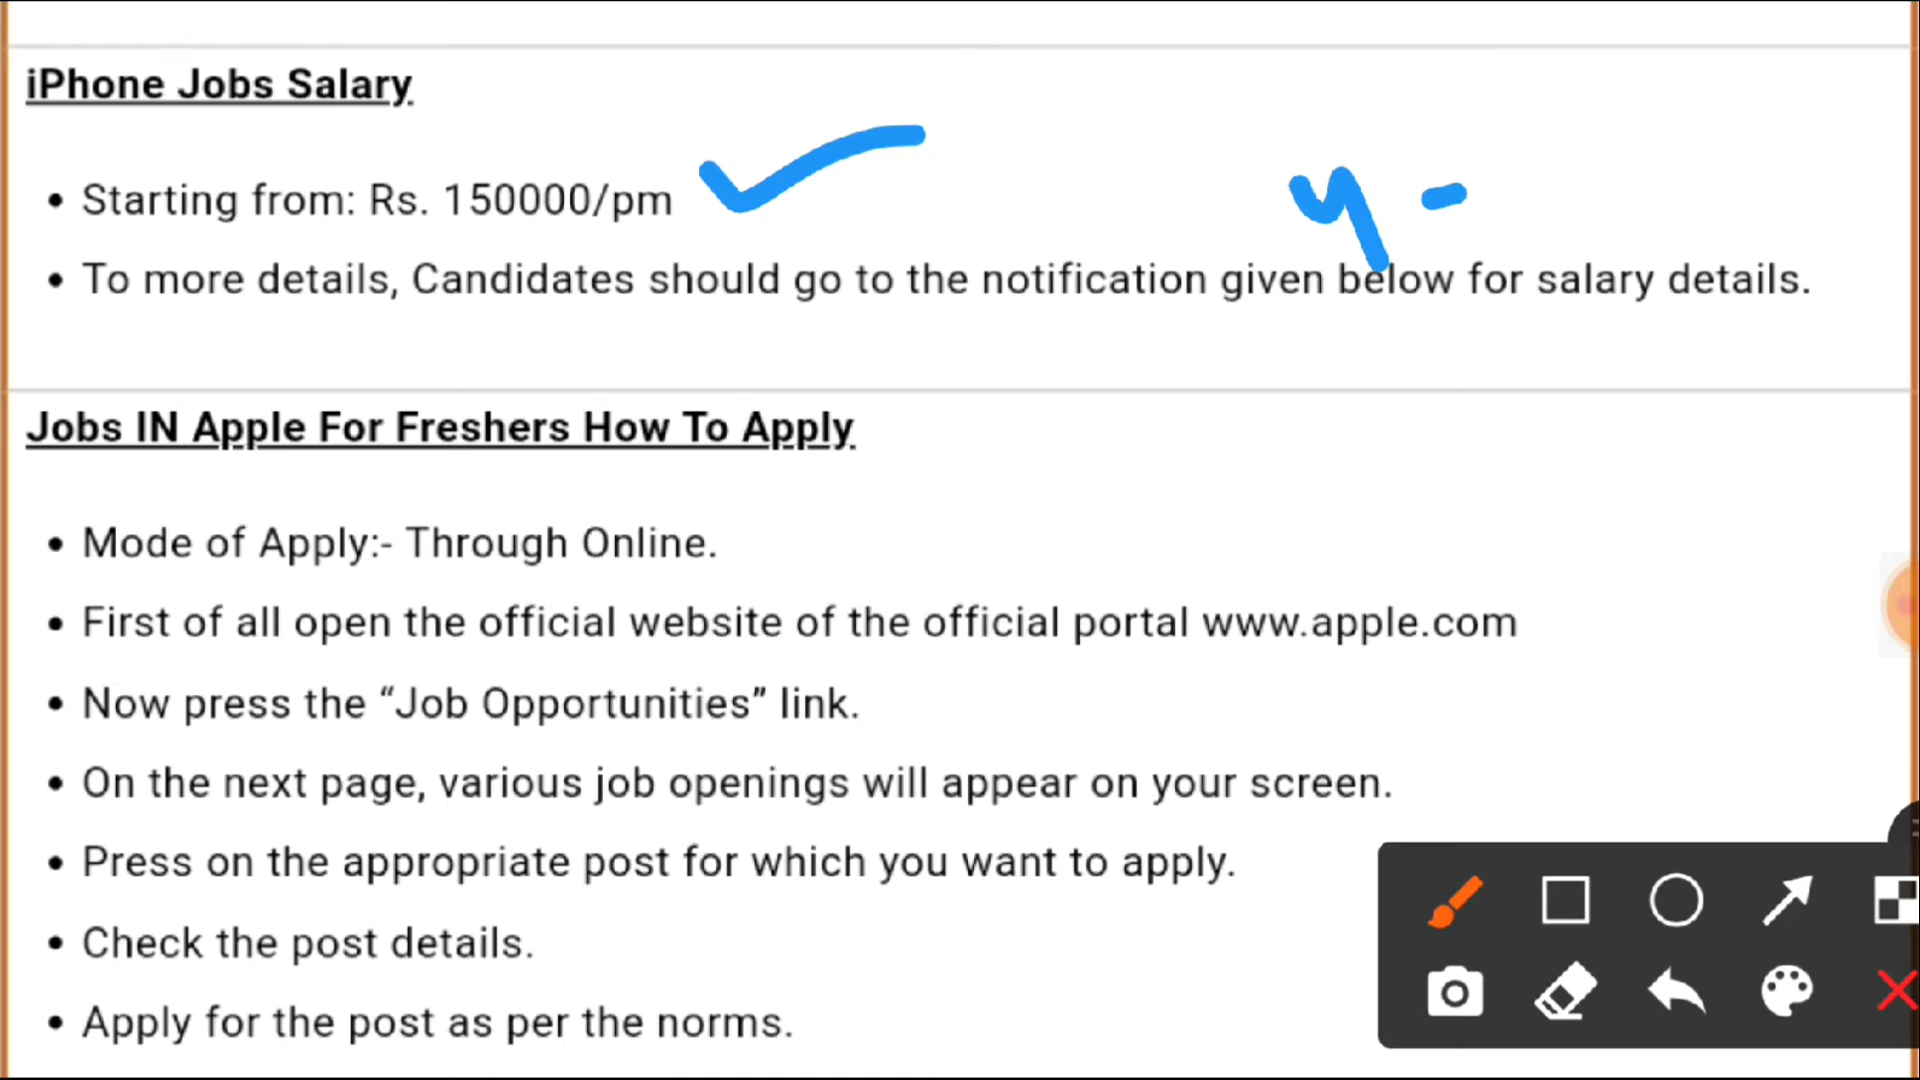 iPhone Jobs Salary
• Starting from: Rs. 150000/pm
y -
• To more details, Candidates should go to the notification given below for salary details.
Jobs IN Apple For Freshers How To Apply
• Mode of Apply:- Through Online.
• First of all open the official website of the official portal www.apple.com
• Now press the “Job Opportunities” link.
• On the next page, various job openings will appear on your screen.
• Press on the appropriate post for which you want to apply.
• Check the post details.
• Apply for the post as per the norms.